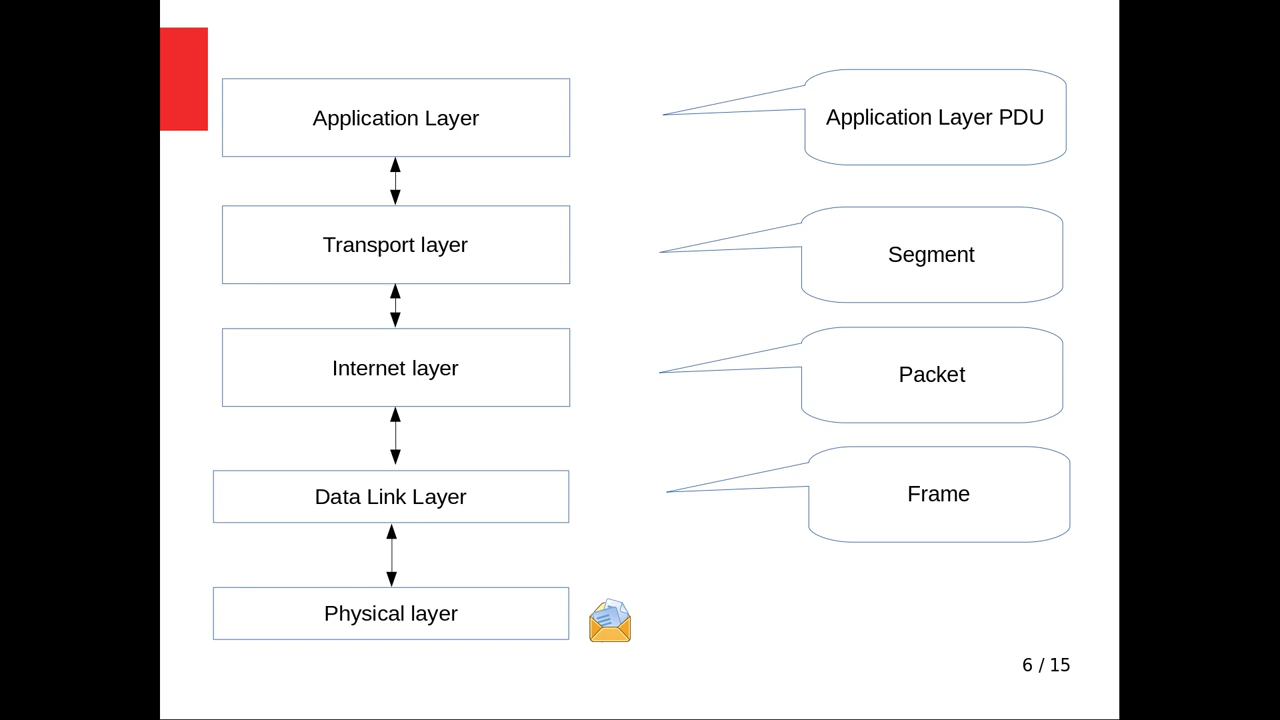 Application Layer
Application Layer PDU
Transport layer
Segment
Internet layer
Packet
Data Link Layer
Frame
Physical layer
6 / 15